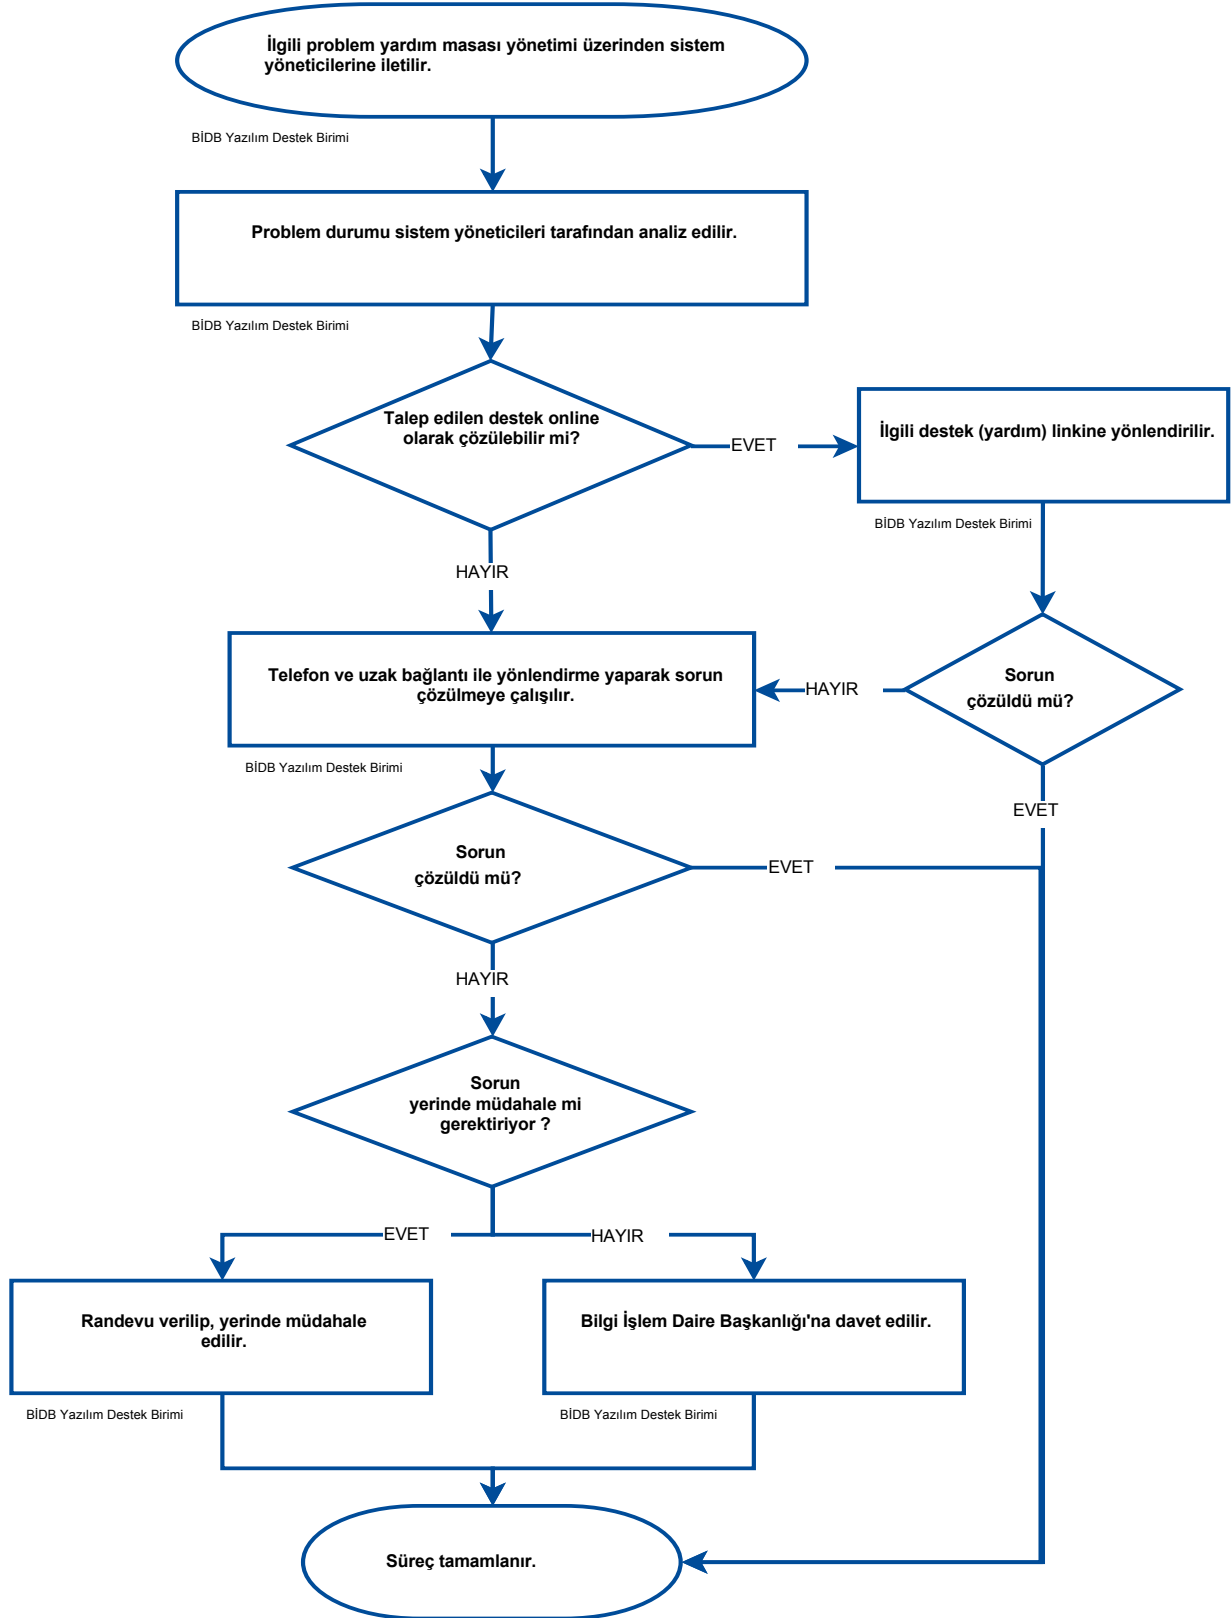 İlgili problem yardım masası yönetimi üzerinden sistem
yöneticilerine iletilir.
BİDB Yazılım Destek Birimi
Problem durumu sistem yöneticileri tarafından analiz edilir.
BİDB Yazılım Destek Birimi
Talep edilen destek online
olarak çözülebilir mi?
EVET
İlgili destek (yardım) linkine yönlendirilir.
BİDB Yazılım Destek Birimi
HAYIR
Telefon ve uzak bağlantı ile yönlendirme yaparak sorun
çözülmeye çalışılır.
HAYIR
Sorun
çözüldü mü?
BİDB Yazılım Destek Birimi
EVET
Sorun
çözüldü mü?
EVET
HAYIR
Sorun
yerinde müdahale mi
gerektiriyor ?
EVET
HAYIR
Randevu verilip, yerinde müdahale
edilir.
Bilgi İşlem Daire Başkanlığı'na davet edilir.
BİDB Yazılım Destek Birimi
BİDB Yazılım Destek Birimi
Süreç tamamlanır.